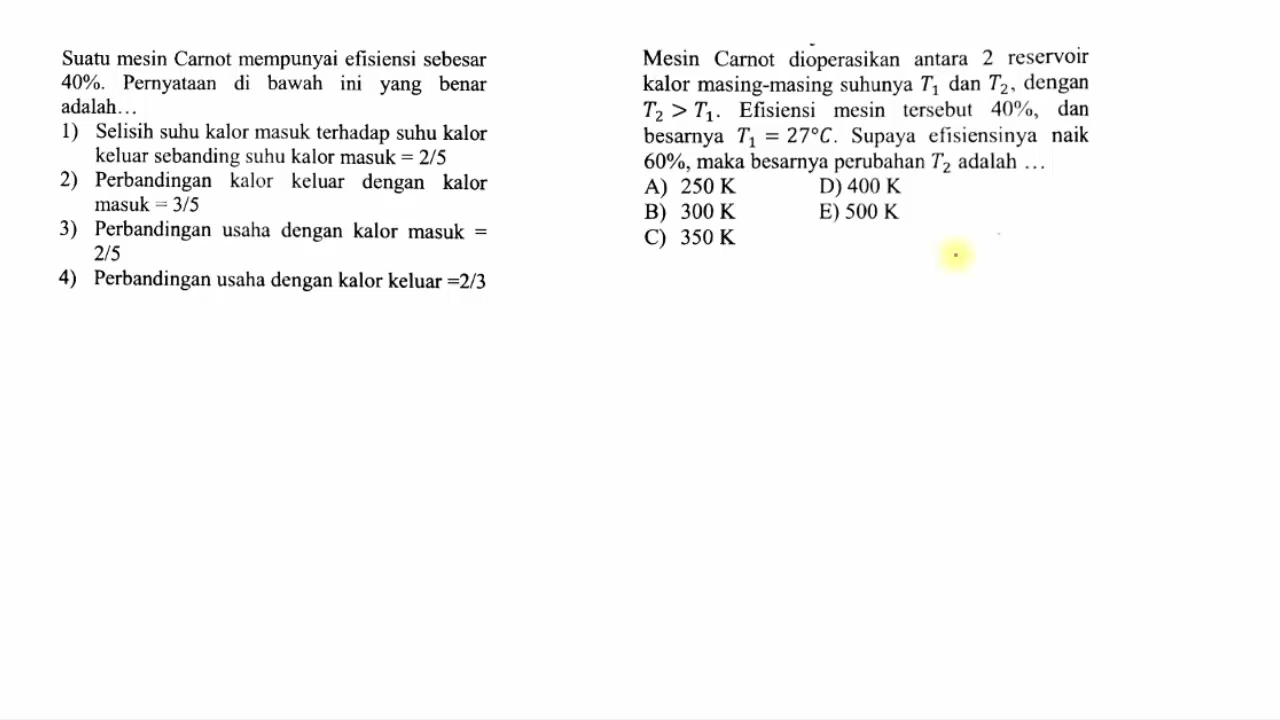 Suatu mesin Carnot mempunyai efisiensi sebesar
40%. Pernyataan di bawah ini yang benar
adalah…
1) Selisih suhu kalor masuk terhadap suhu kalor
keluar sebanding suhu kalor masuk = 2/5
2) Perbandingan kalor keluar dengan kalor
masuk = 3/5
3) Perbandingan usaha dengan kalor masuk =
2/5
4) Perbandingan usaha dengan kalor keluar =2/3
Mesin Carnot dioperasikan antara 2 reservoir
kalor masing-masing suhunya T₁ dan T₂, dengan
T₂ > T₁. Efisiensi mesin tersebut 40%, dan
besarnya T₁ = 27°C. Supaya efisiensinya naik
60%, maka besarnya perubahan T₂ adalah …
A) 250 K D) 400 K
B) 300 K E) 500 K
C) 350 K